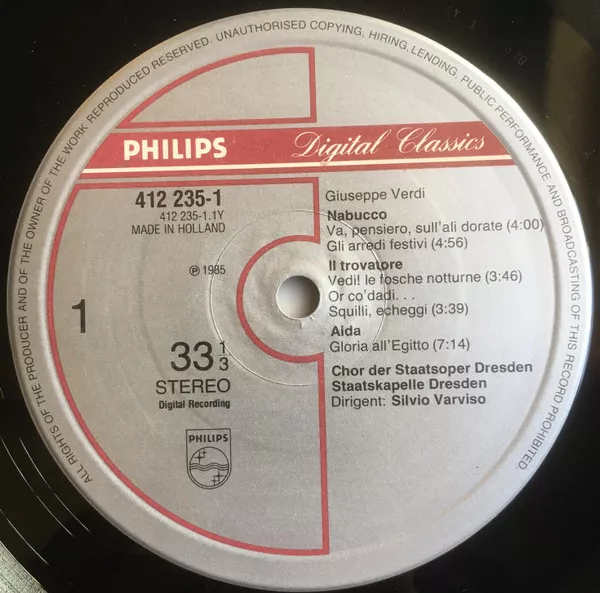 ALL RIGHTS OF THE PRODUCER AND OF THE OWNER OF THE WORK REPRODUCED RESERVED. UNAUTHORISED COPYING, HIRING, LENDING, PUBLIC PERFORMANCE AND BROADCASTING OF THIS RECORD PROHIBITED.
PHILIPS Digital Classics
412 235-1
412 235-1.1Y
MADE IN HOLLAND
℗ 1985
1
33 1/3
STEREO
Digital Recording
PHILIPS
Giuseppe Verdi
Nabucco
Va, pensiero, sull'ali dorate (4:00)
Gli arredi festivi (4:56)
Il trovatore
Vedi! le fosche notturne (3:46)
Or co'dadi. . .
Squilli, echeggi (3:39)
Aida
Gloria all'Egitto (7:14)
Chor der Staatsoper Dresden
Staatskapelle Dresden
Dirigent: Silvio Varviso